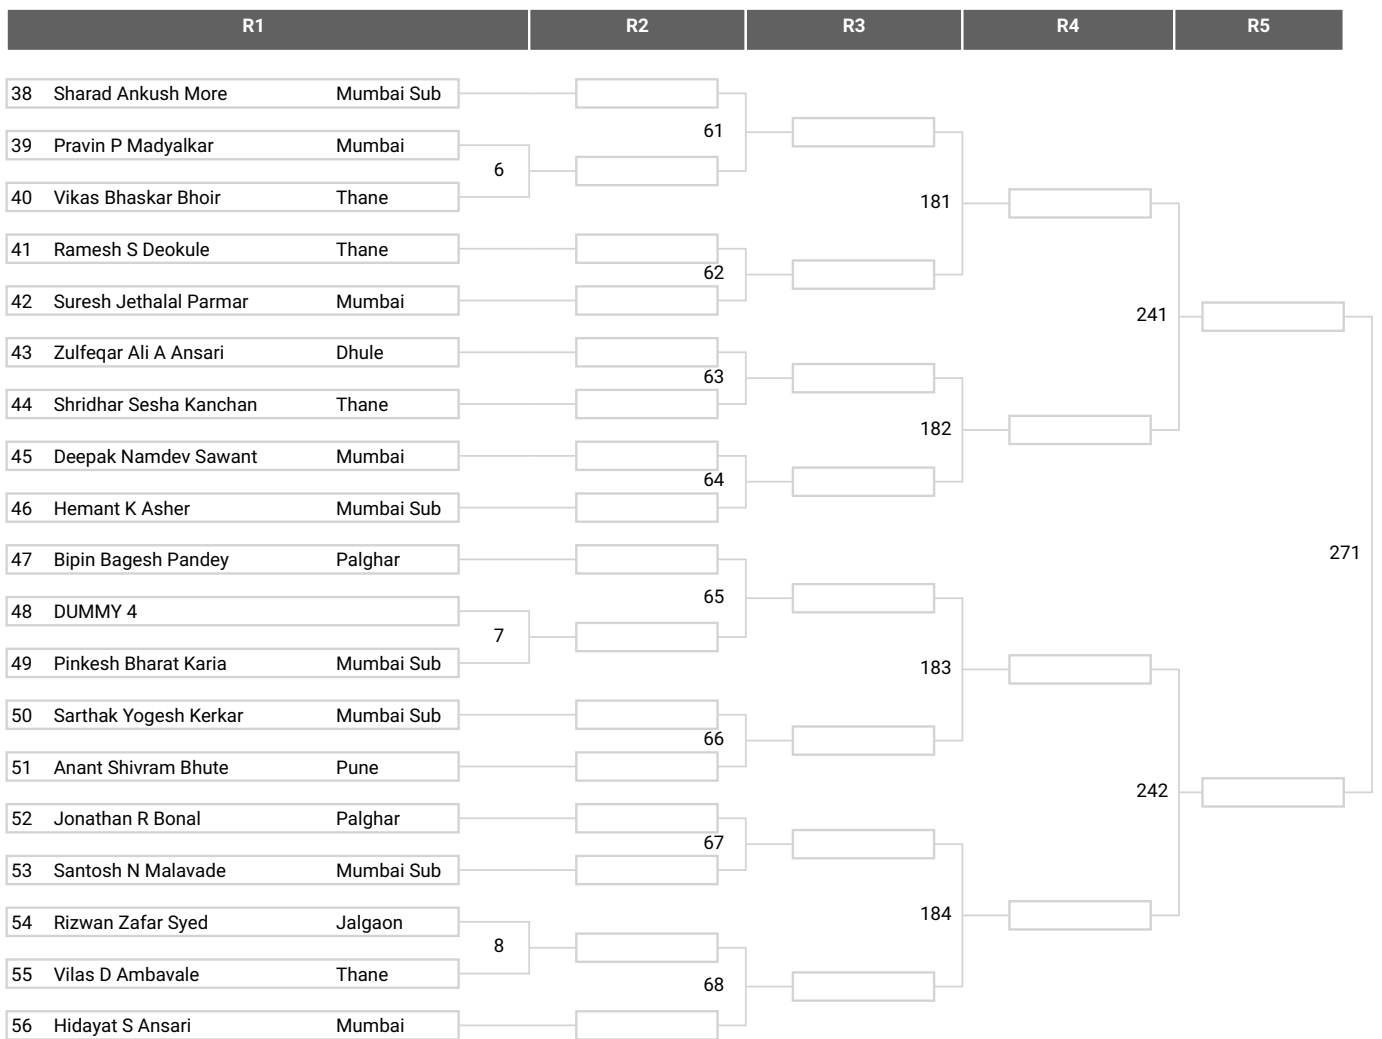 R1 R2 R3 R4 R5
38 Sharad Ankush More Mumbai Sub
61
39 Pravin P Madyalkar Mumbai
6
40 Vikas Bhaskar Bhoir Thane
181
41 Ramesh S Deokule Thane
62
42 Suresh Jethalal Parmar Mumbai
241
43 Zulfeqar Ali A Ansari Dhule
63
44 Shridhar Sesha Kanchan Thane
182
45 Deepak Namdev Sawant Mumbai
64
46 Hemant K Asher Mumbai Sub
271
47 Bipin Bagesh Pandey Palghar
65
48 DUMMY 4
7
49 Pinkesh Bharat Karia Mumbai Sub
183
50 Sarthak Yogesh Kerkar Mumbai Sub
66
51 Anant Shivram Bhute Pune
242
52 Jonathan R Bonal Palghar
67
53 Santosh N Malavade Mumbai Sub
184
54 Rizwan Zafar Syed Jalgaon
8
55 Vilas D Ambavale Thane
68
56 Hidayat S Ansari Mumbai